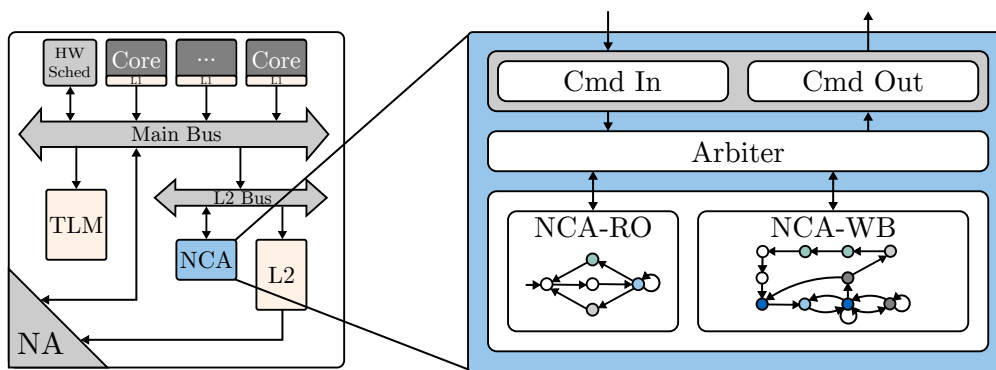 HW
Sched
Core
L1
...
L1
Core
L1
Main Bus
TLM
L2 Bus
NCA
L2
NA
Cmd In
Cmd Out
Arbiter
NCA-RO
NCA-WB